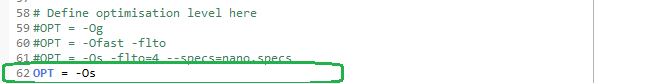 58 # Define optimisation level here
59 #OPT = -Og
60 #OPT = -Ofast -flto
61 #OPT = -Os -flto=4 --specs=nano.specs
62 OPT = -Os